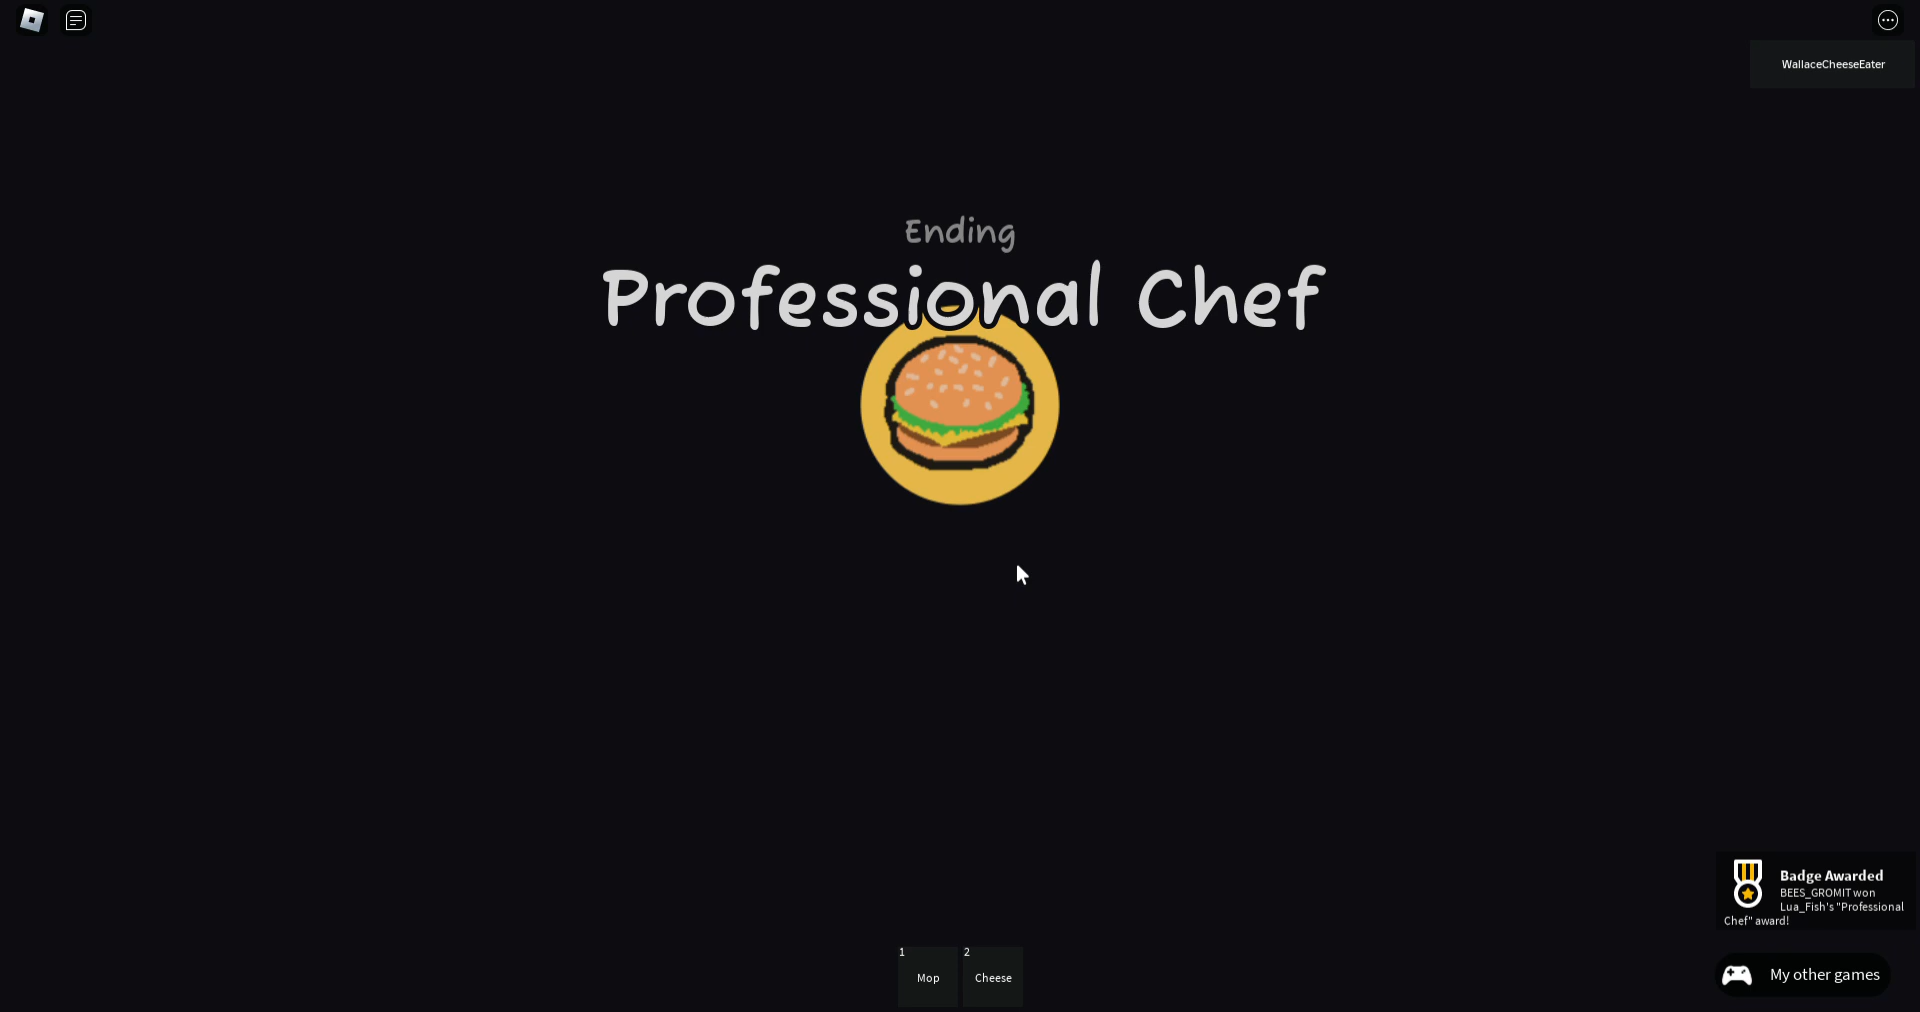 WallaceCheeseEater
Ending
Professional Chef
Badge Awarded
BEES_GROMIT won
Lua_Fish's "Professional
Chef" award!
1
Mop
2
Cheese
My other games